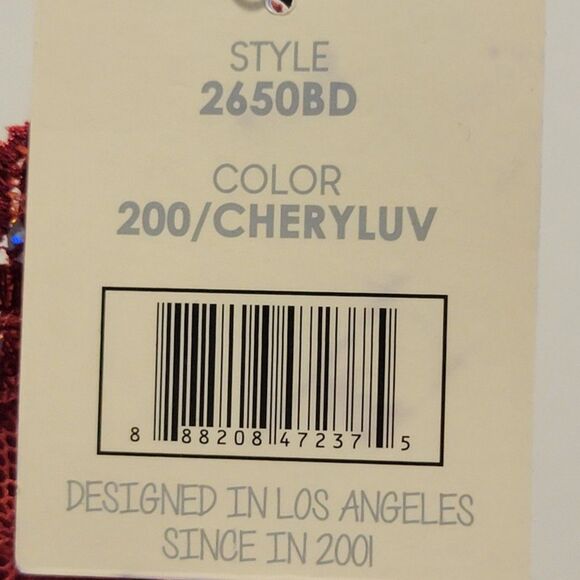 STYLE
2650BD
COLOR
200/CHERYLUV
8 88208 47237 5
DESIGNED IN LOS ANGELES
SINCE IN 2001